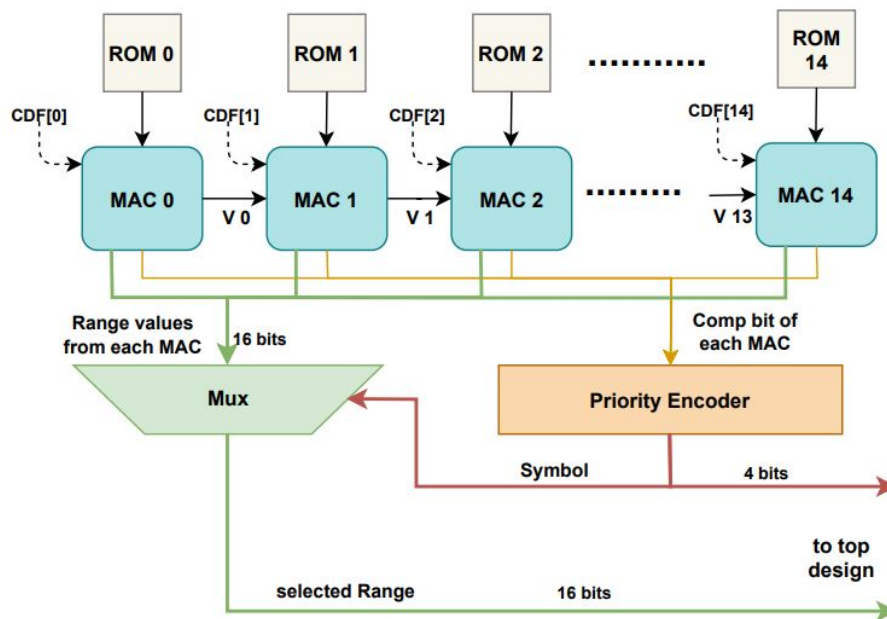 ROM 0
ROM 1
ROM 2
ROM
14
CDF[0]
CDF[1]
CDF[2]
CDF[14]
MAC 0
MAC 1
MAC 2
MAC 14
V 0
V 1
V 13
Range values
from each MAC
16 bits
Comp bit of
each MAC
Mux
Priority Encoder
Symbol
4 bits
to top
design
selected Range
16 bits